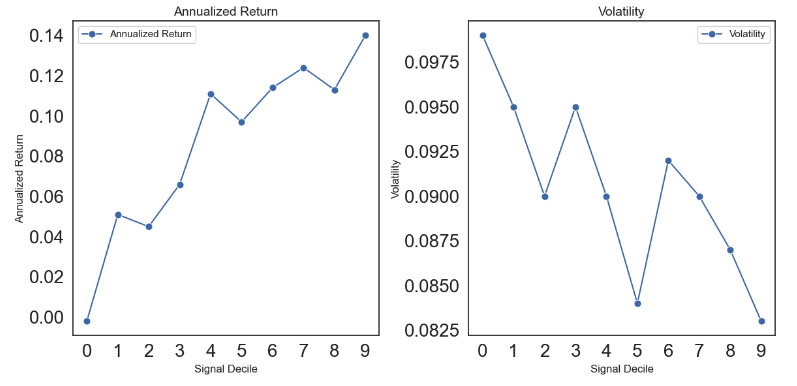 Annualized Return
Annualized Return
Annualized Return
0.14
0.12
0.10
0.08
0.06
0.04
0.02
0.00
0 1 2 3 4 5 6 7 8 9
Signal Decile
Volatility
Volatility
Volatility
0.0975
0.0950
0.0925
0.0900
0.0875
0.0850
0.0825
0 1 2 3 4 5 6 7 8 9
Signal Decile